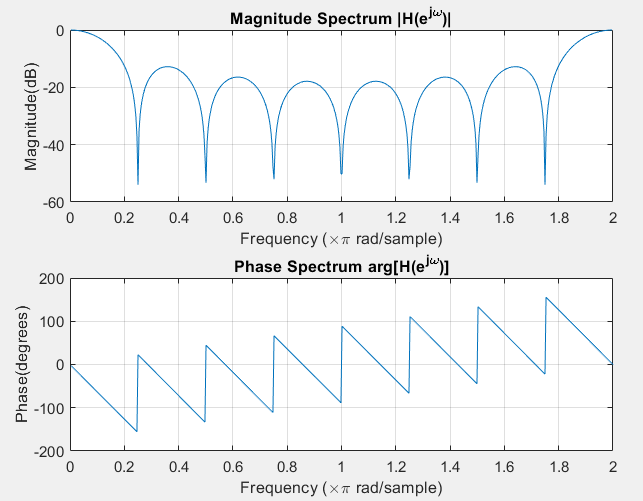 Magnitude Spectrum |H(e^jω)|
0
-20
-40
-60
Magnitude(dB)
0 0.2 0.4 0.6 0.8 1 1.2 1.4 1.6 1.8 2
Frequency (×π rad/sample)
Phase Spectrum arg[H(e^jω)]
200
100
0
-100
-200
Phase(degrees)
0 0.2 0.4 0.6 0.8 1 1.2 1.4 1.6 1.8 2
Frequency (×π rad/sample)